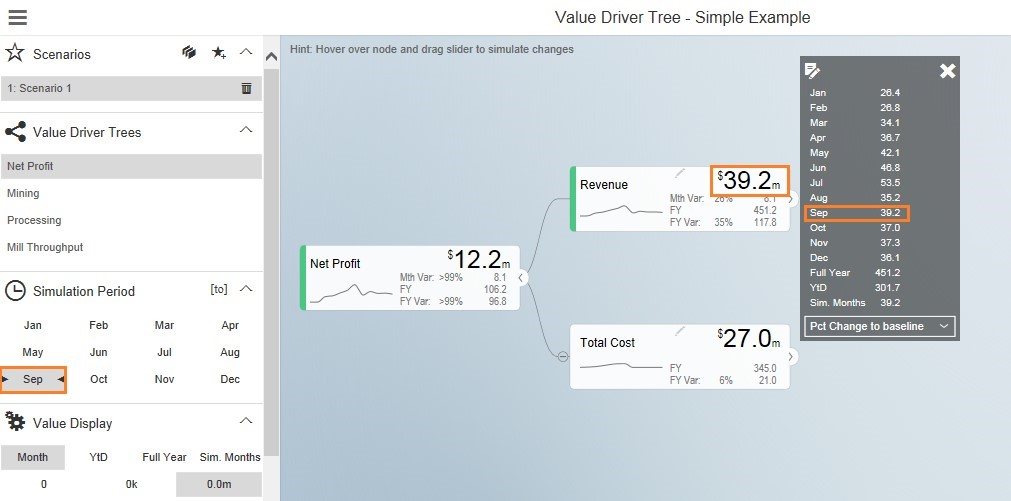 Value Driver Tree - Simple Example
Scenarios
1: Scenario 1
Value Driver Trees
Net Profit
Mining
Processing
Mill Throughput
Simulation Period [to]
Jan Feb Mar Apr
May Jun Jul Aug
Sep Oct Nov Dec
Value Display
Month YtD Full Year Sim. Months
0 0k 0.0m
Hint: Hover over node and drag slider to simulate changes
Net Profit $12.2m
Mth Var: >99% 8.1
FY 106.2
FY Var: >99% 96.8
Revenue $39.2m
Mth Var: 26% 8.1
FY 451.2
FY Var: 35% 117.8
Total Cost $27.0m
FY 345.0
FY Var: 6% 21.0
Jan 26.4
Feb 26.8
Mar 34.1
Apr 36.7
May 42.1
Jun 46.8
Jul 53.5
Aug 35.2
Sep 39.2
Oct 37.0
Nov 37.3
Dec 36.1
Full Year 451.2
YtD 301.7
Sim. Months 39.2
Pct Change to baseline